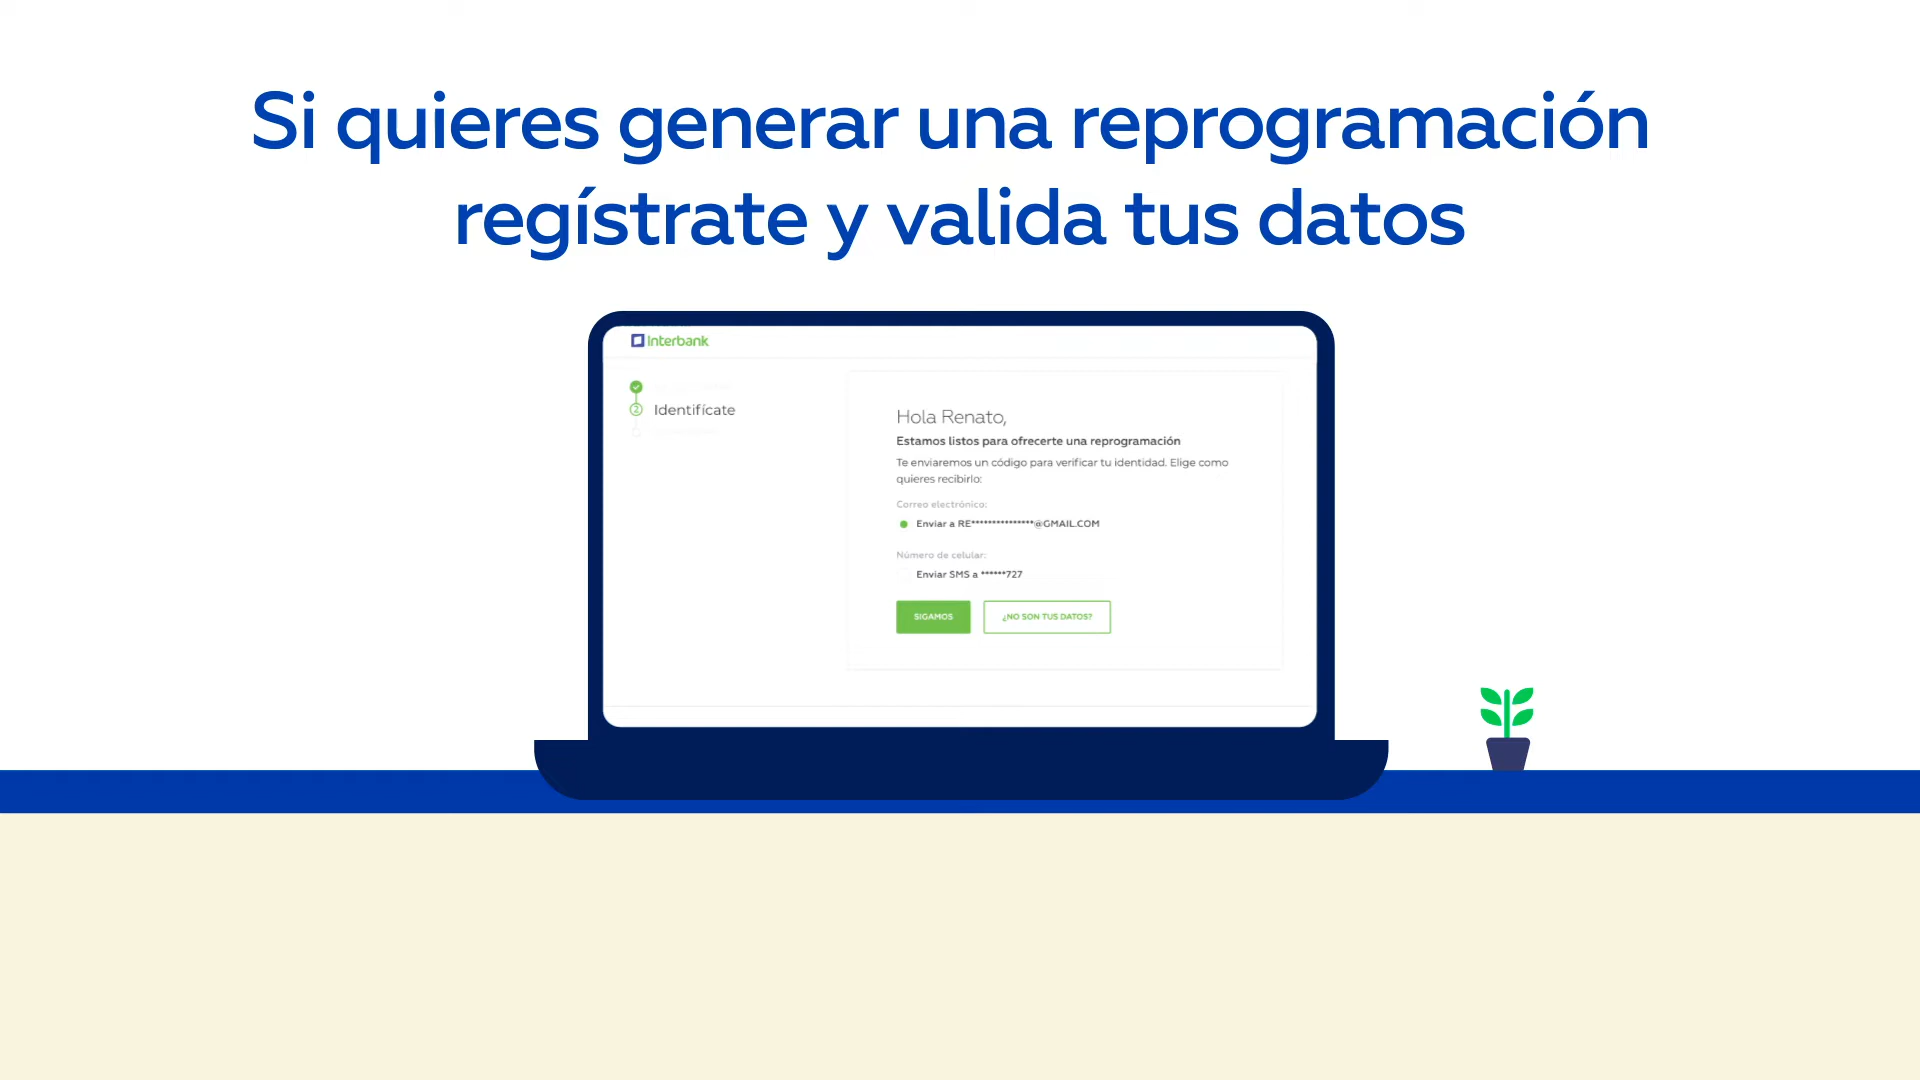 Si quieres generar una reprogramación
regístrate y valida tus datos
Interbank
2 Identifícate
Hola Renato,
Estamos listos para ofrecerte una reprogramación
Te enviaremos un código para verificar tu identidad. Elige como
quieres recibirlo:
Correo electrónico:
Enviar a RE***************@GMAIL.COM
Número de celular:
Enviar SMS a ******727
SIGAMOS
¿NO SON TUS DATOS?